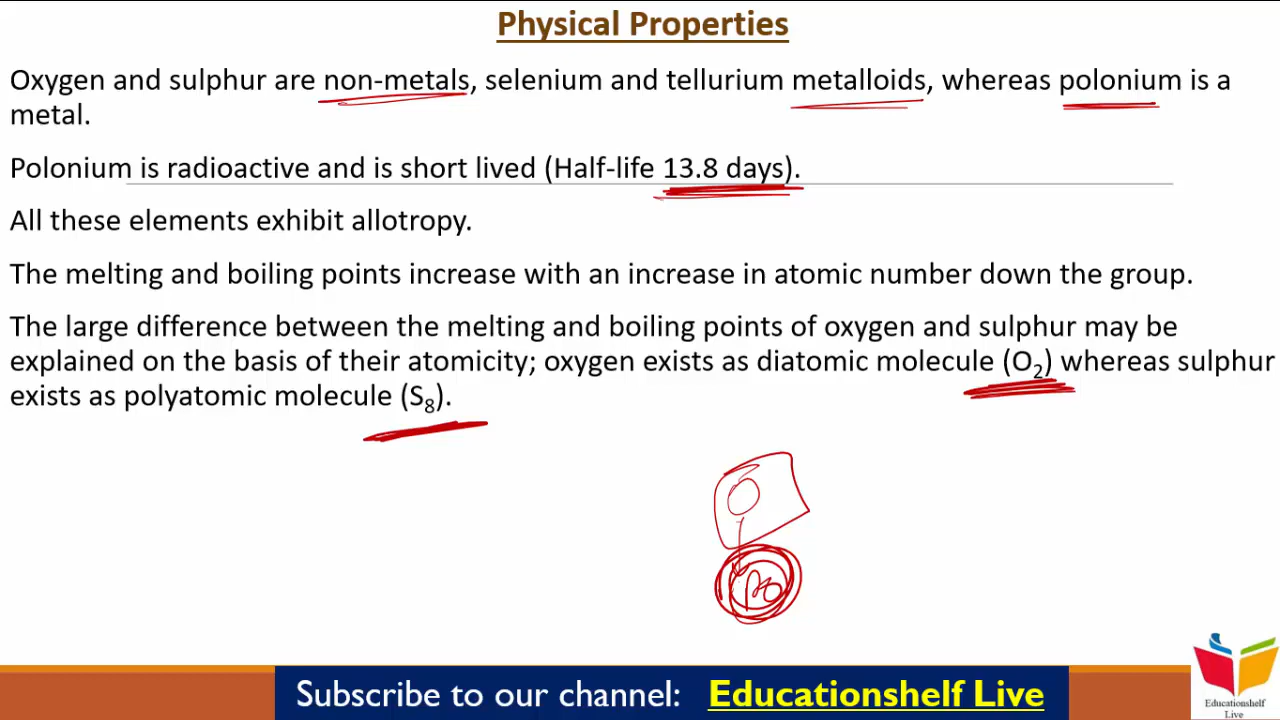 Physical Properties
Oxygen and sulphur are non-metals, selenium and tellurium metalloids, whereas polonium is a
metal.
Polonium is radioactive and is short lived (Half-life 13.8 days).
All these elements exhibit allotropy.
The melting and boiling points increase with an increase in atomic number down the group.
The large difference between the melting and boiling points of oxygen and sulphur may be
explained on the basis of their atomicity; oxygen exists as diatomic molecule (O₂) whereas sulphur
exists as polyatomic molecule (S₈).
Po
Subscribe to our channel: Educationshelf Live
Educationshelf
Live